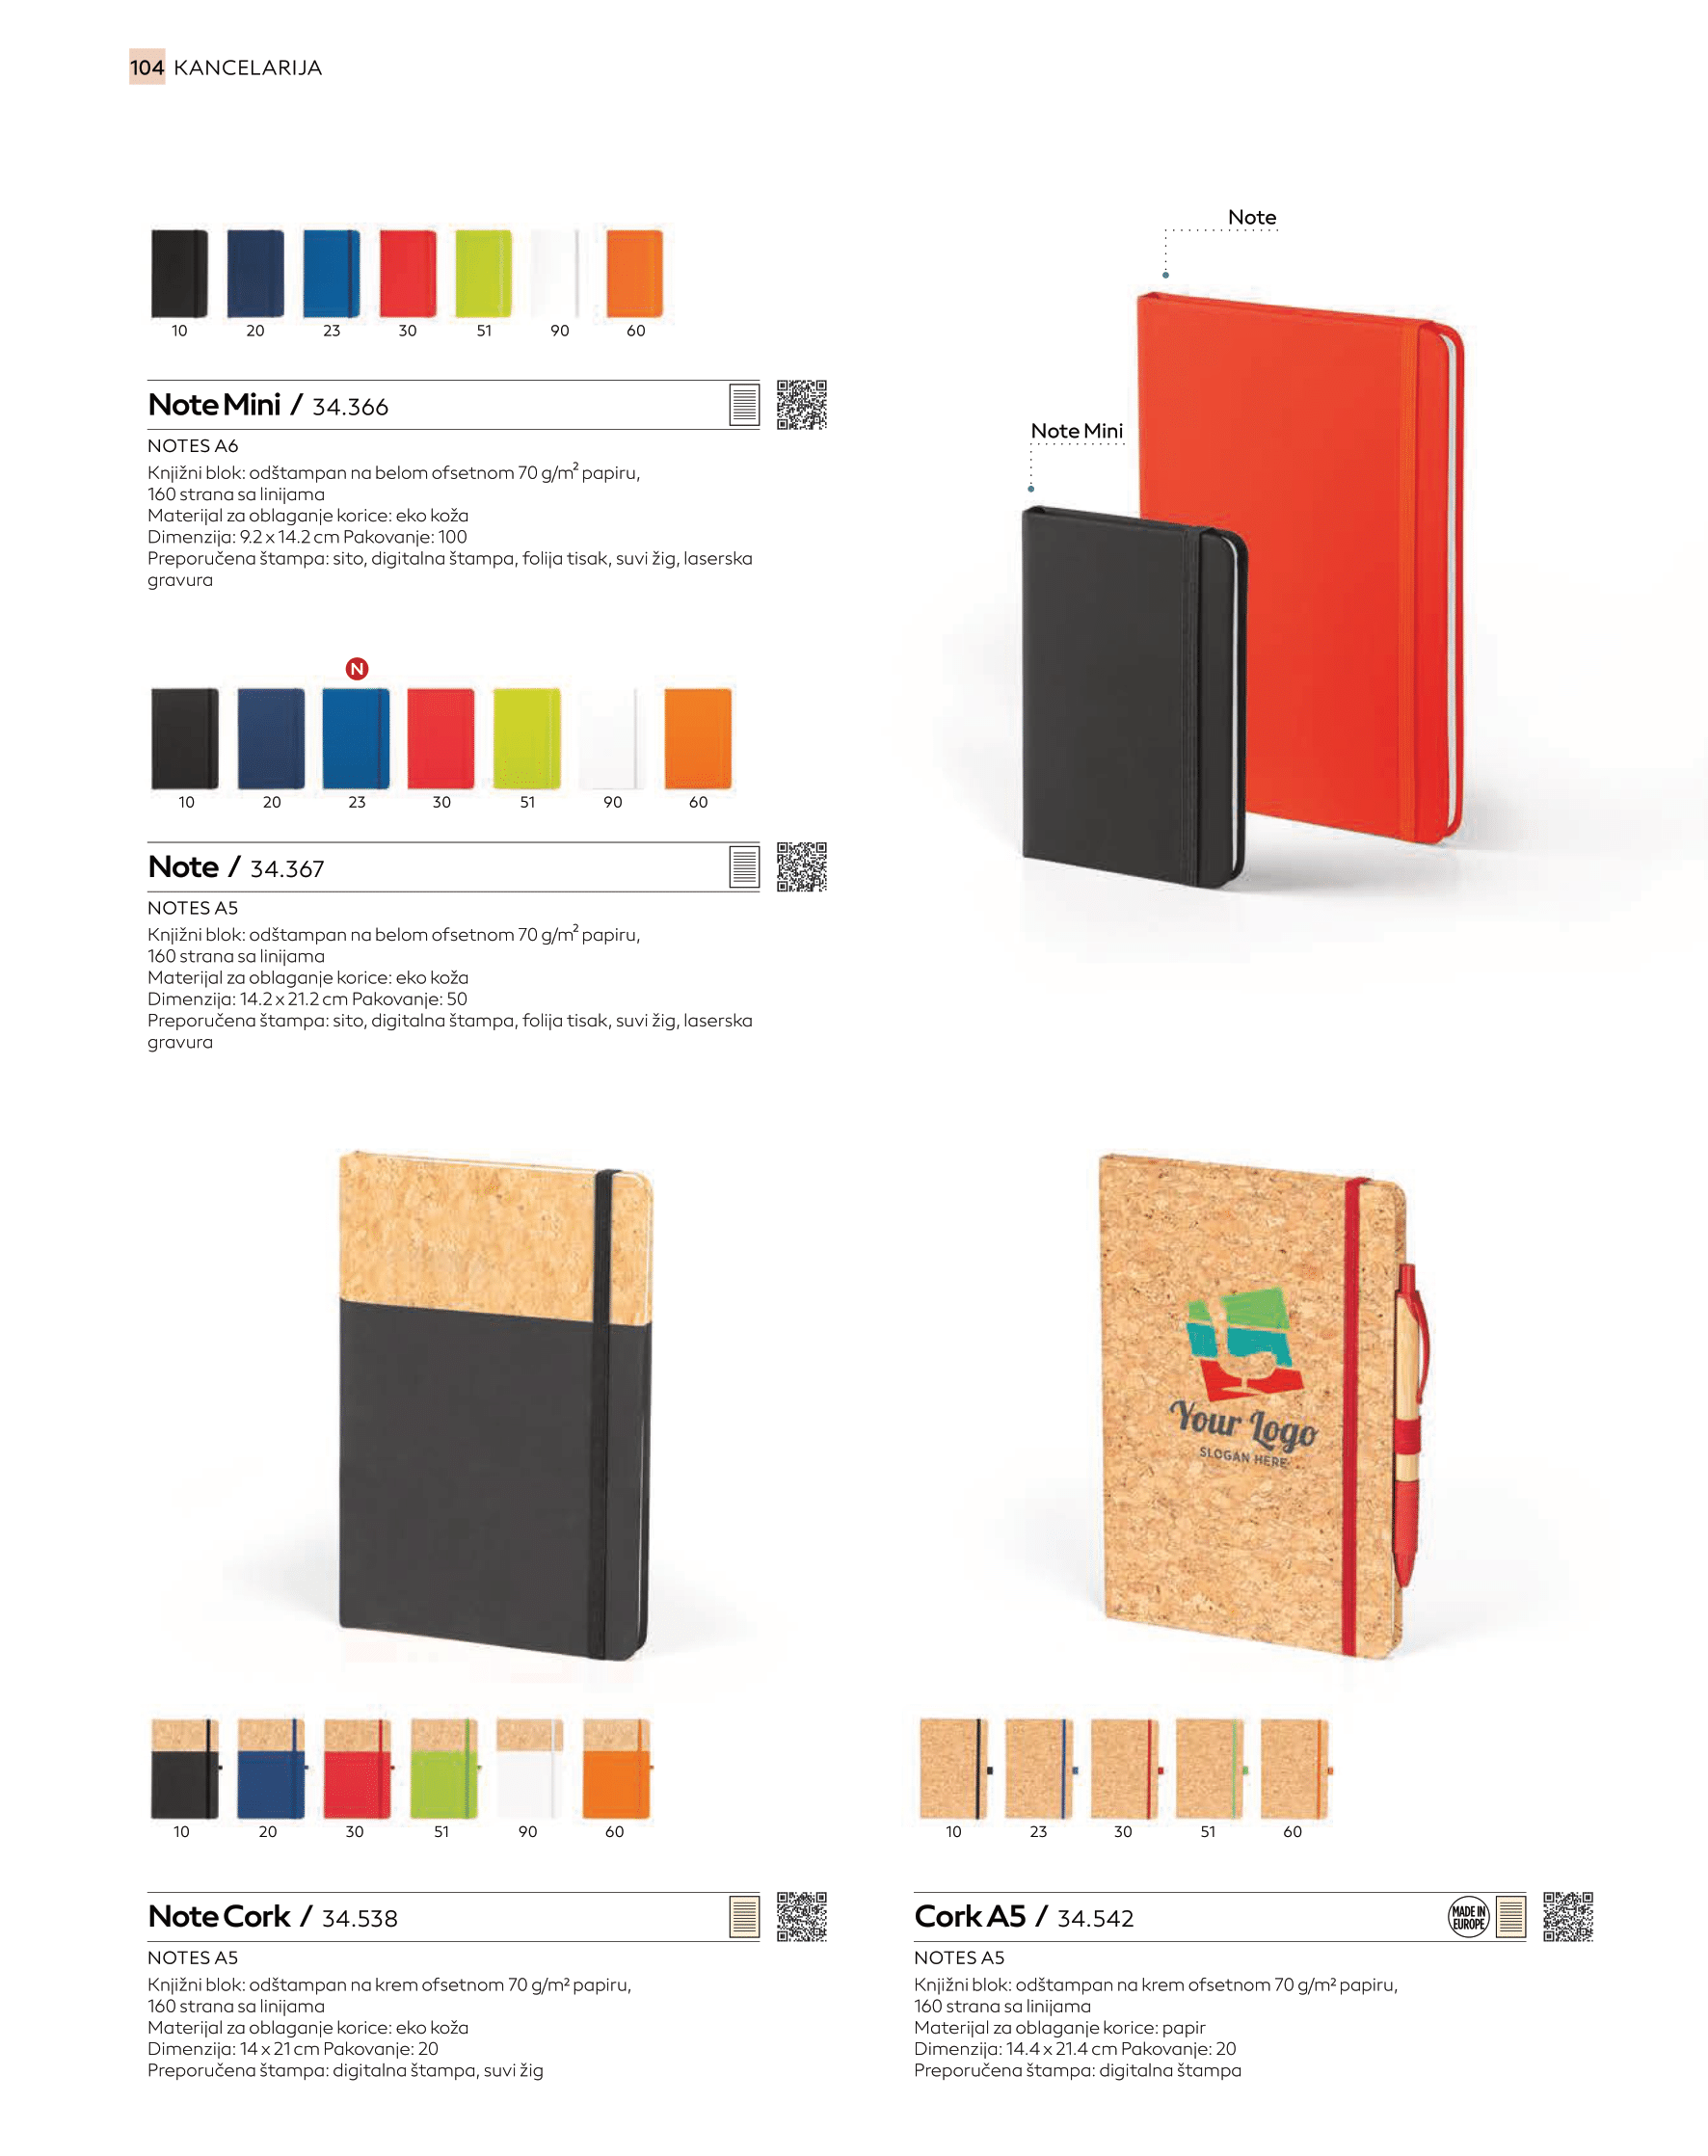 104 KANCELARIJA
10 20 23 30 51 90 60
Note Mini / 34.366
NOTES A6
Knjižni blok: odštampan na belom ofsetnom 70 g/m² papiru,
160 strana sa linijama
Materijal za oblaganje korice: eko koža
Dimenzija: 9.2 x 14.2 cm Pakovanje: 100
Preporučena štampa: sito, digitalna štampa, folija tisak, suvi žig, laserska
gravura
N
10 20 23 30 51 90 60
Note / 34.367
NOTES A5
Knjižni blok: odštampan na belom ofsetnom 70 g/m² papiru,
160 strana sa linijama
Materijal za oblaganje korice: eko koža
Dimenzija: 14.2 x 21.2 cm Pakovanje: 50
Preporučena štampa: sito, digitalna štampa, folija tisak, suvi žig, laserska
gravura
Note
Note Mini
10 20 30 51 90 60
Note Cork / 34.538
NOTES A5
Knjižni blok: odštampan na krem ofsetnom 70 g/m² papiru,
160 strana sa linijama
Materijal za oblaganje korice: eko koža
Dimenzija: 14 x 21 cm Pakovanje: 20
Preporučena štampa: digitalna štampa, suvi žig
Your Logo
SLOGAN HERE
10 23 30 51 60
Cork A5 / 34.542
MADE IN
EUROPE
NOTES A5
Knjižni blok: odštampan na krem ofsetnom 70 g/m² papiru,
160 strana sa linijama
Materijal za oblaganje korice: papir
Dimenzija: 14.4 x 21.4 cm Pakovanje: 20
Preporučena štampa: digitalna štampa